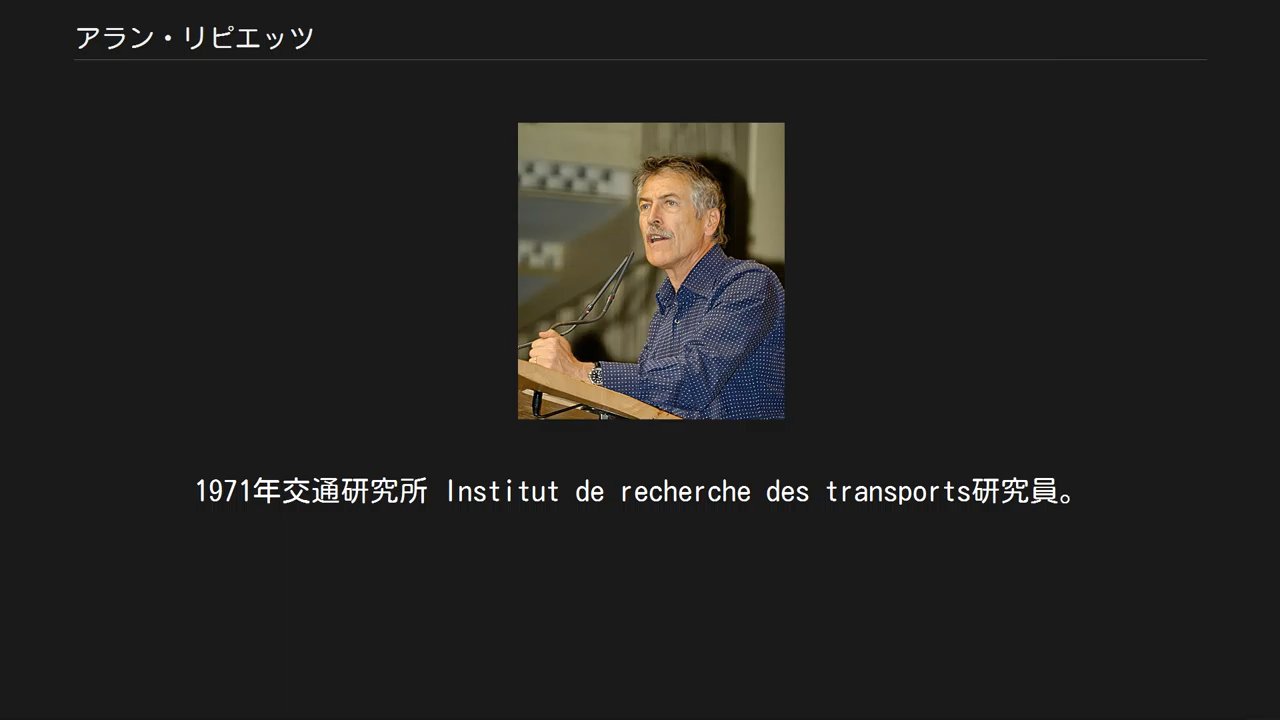 アラン・リピエッツ
1971年交通研究所 Institut de recherche des transports研究員。